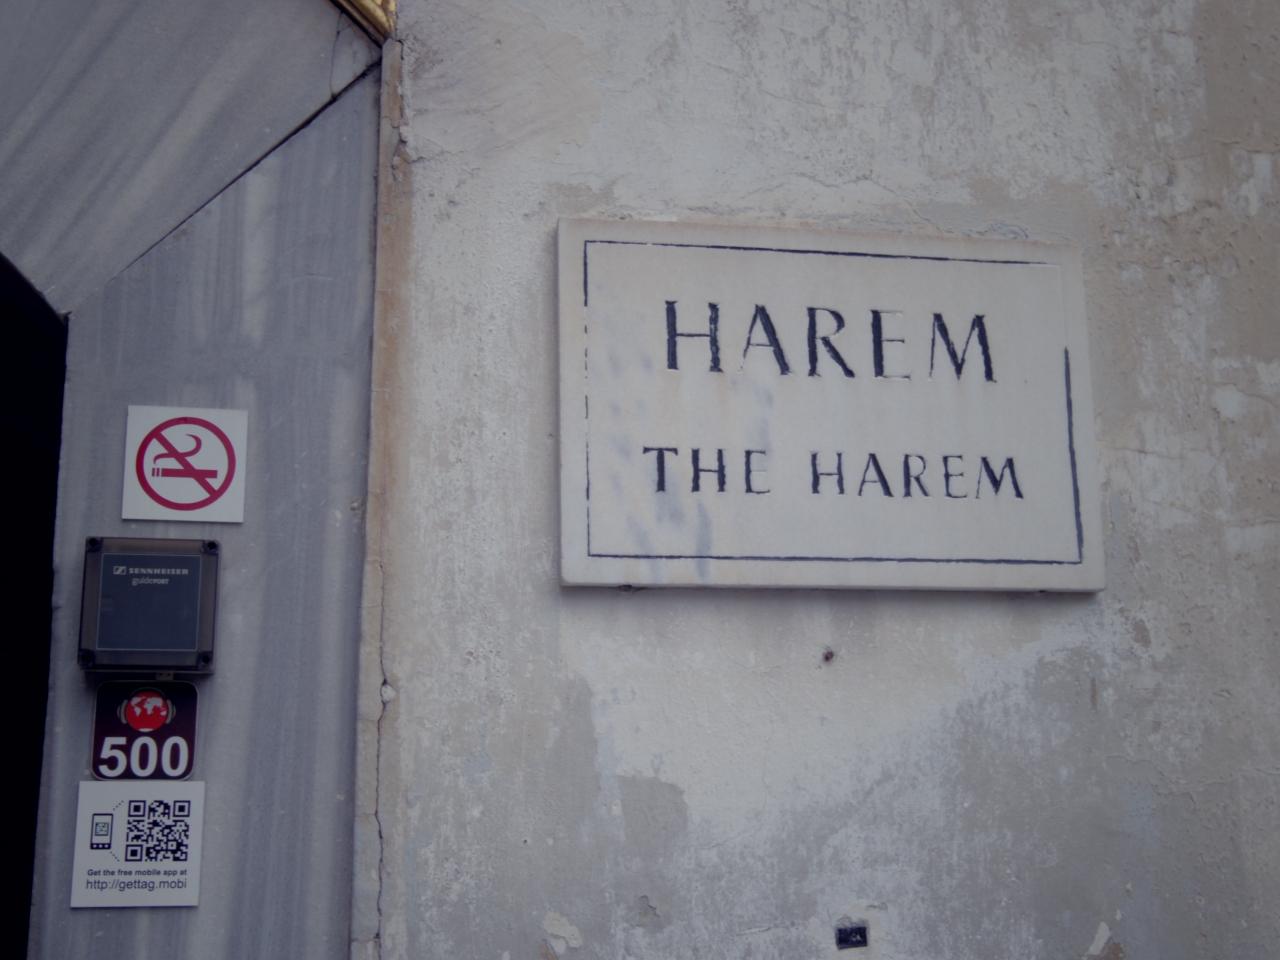 HAREM
THE HAREM
SENNHEISER
guidePORT
500
Get the free mobile app at
http://gettag.mobi